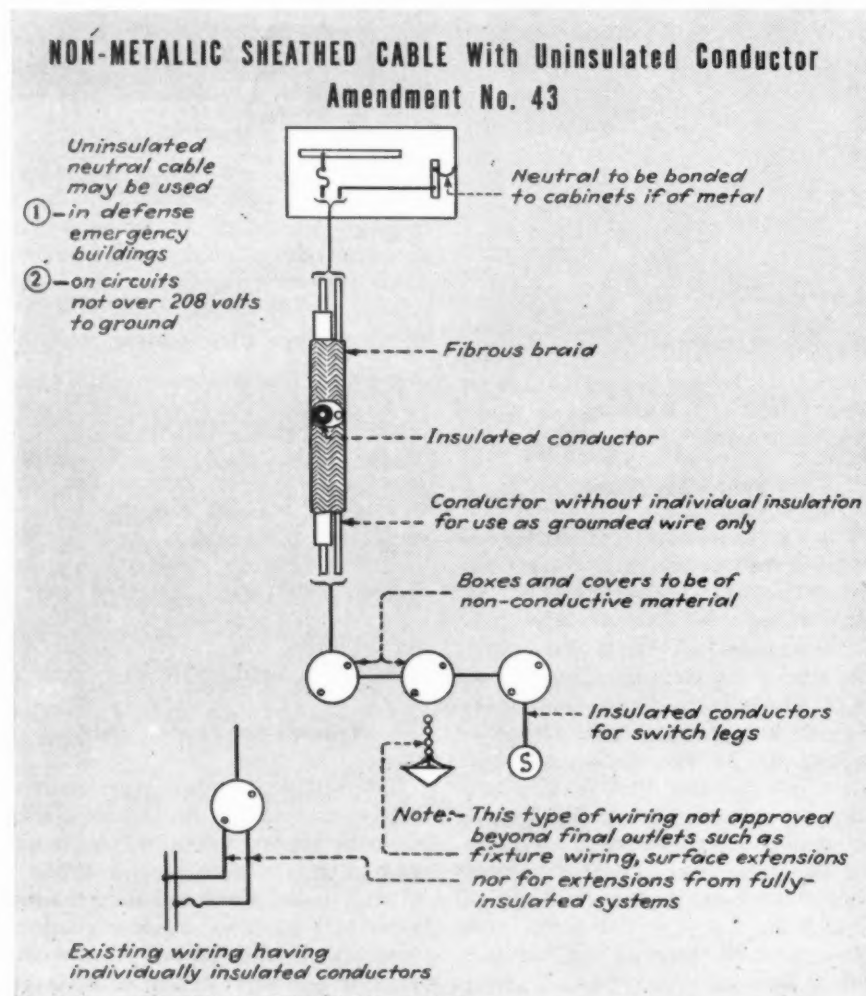 NON-METALLIC SHEATHED CABLE With Uninsulated Conductor
Amendment No. 43
Uninsulated
neutral cable
may be used
① – in defense
emergency
buildings
② – on circuits
not over 208 volts
to ground
Neutral to be bonded
to cabinets if of metal
Fibrous braid
Insulated conductor
Conductor without individual insulation
for use as grounded wire only
Boxes and covers to be of
non-conductive material
Insulated conductors
for switch legs
S
Note:- This type of wiring not approved
beyond final outlets such as
fixture wiring, surface extensions
nor for extensions from fully-
insulated systems
Existing wiring having
individually insulated conductors